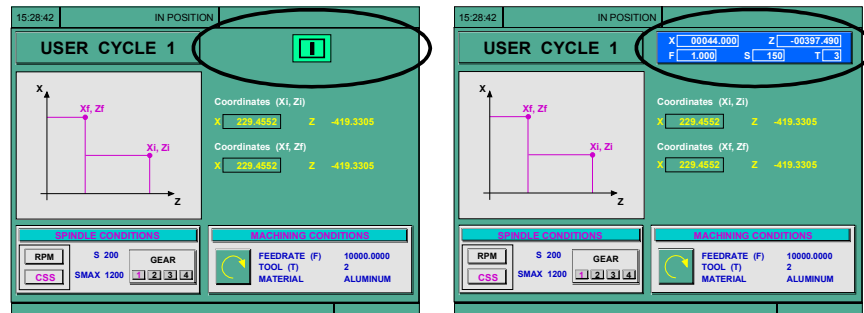 15:28:42 IN POSITION
USER CYCLE 1
X
Xf, Zf
Xi, Zi
Z
Coordinates (Xi, Zi)
X 229.4552 Z -419.3305
Coordinates (Xf, Zf)
X 229.4552 Z -419.3305
SPINDLE CONDITIONS
RPM S 200 GEAR
CSS SMAX 1200 1 2 3 4
MACHINING CONDITIONS
FEEDRATE (F) 10000.0000
TOOL (T) 2
MATERIAL ALUMINUM
15:28:42 IN POSITION
USER CYCLE 1
X 00044.000 Z -00397.490
F 1.000 S 150 T 3
X
Xf, Zf
Xi, Zi
Z
Coordinates (Xi, Zi)
X 229.4552 Z -419.3305
Coordinates (Xf, Zf)
X 229.4552 Z -419.3305
SPINDLE CONDITIONS
RPM S 200 GEAR
CSS SMAX 1200 1 2 3 4
MACHINING CONDITIONS
FEEDRATE (F) 10000.0000
TOOL (T) 2
MATERIAL ALUMINUM